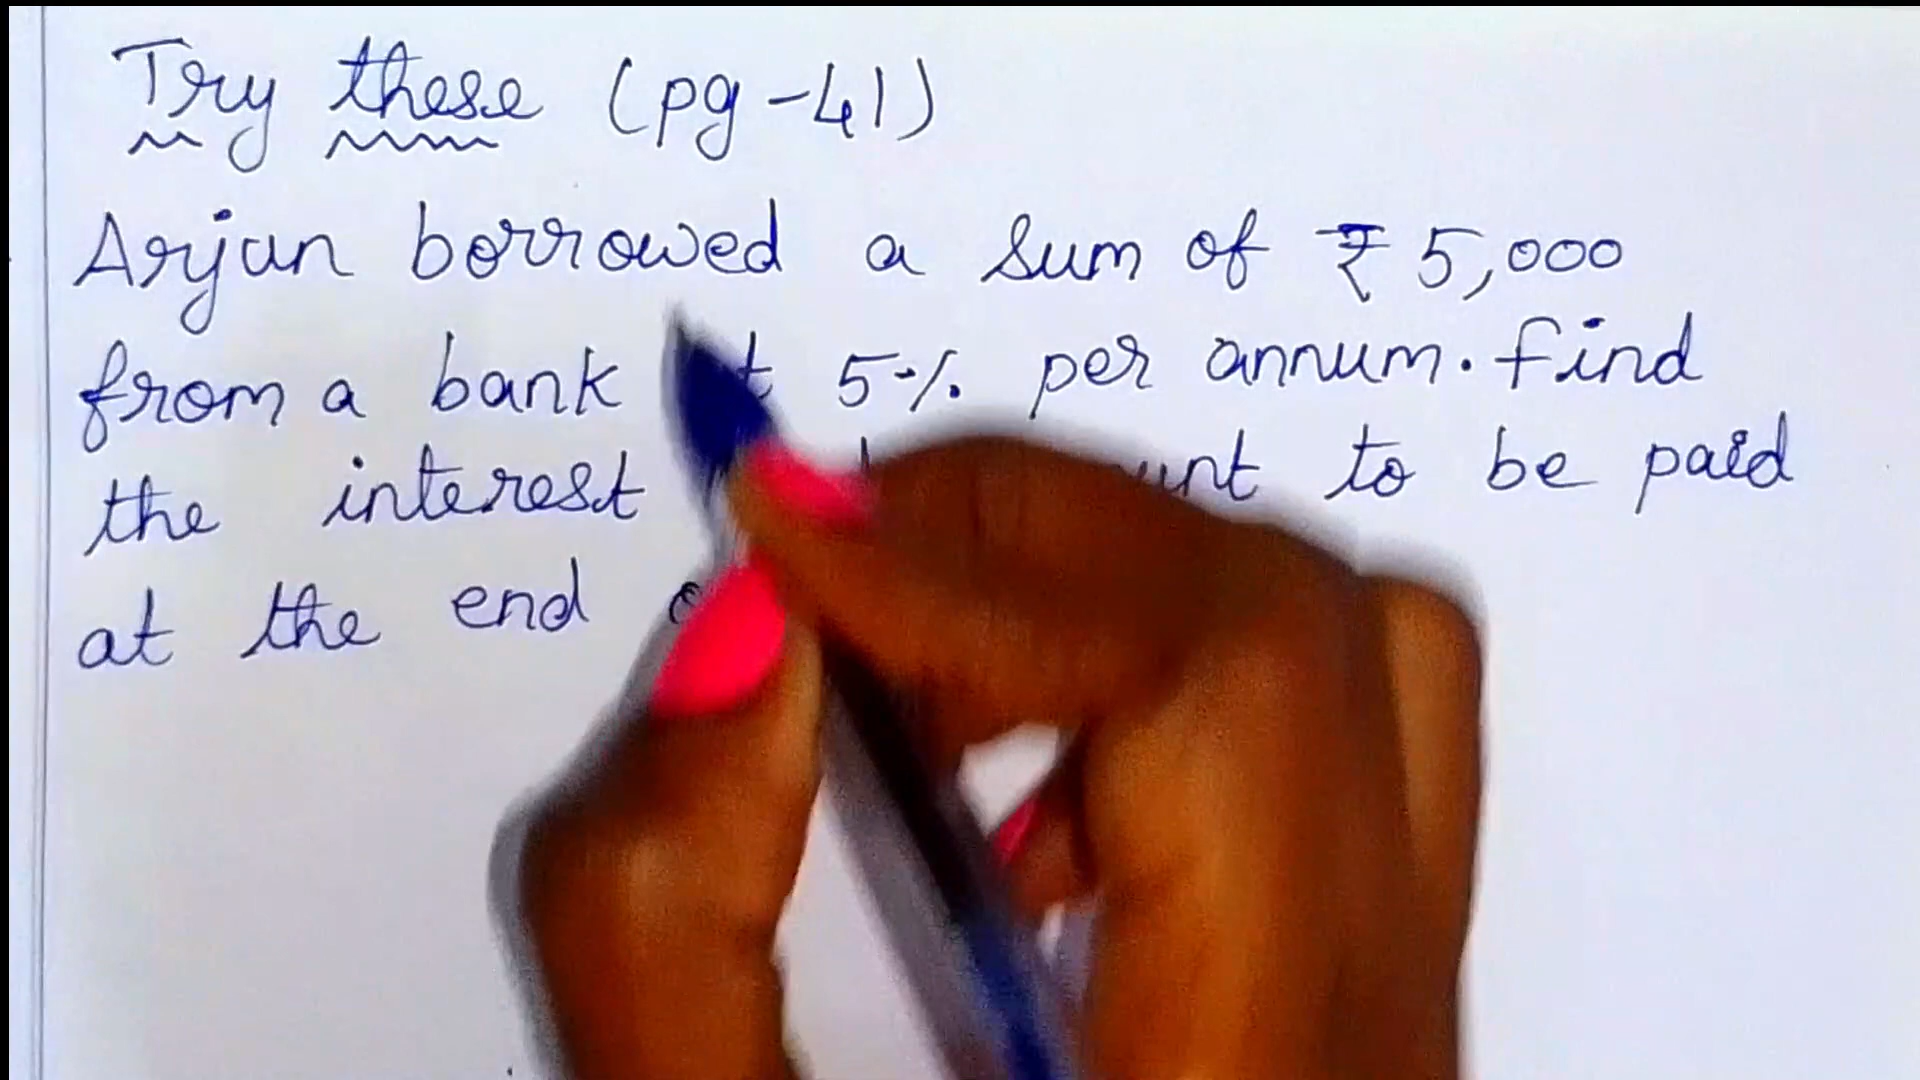 Try these (pg-41)
Arjun borrowed a sum of ₹ 5,000
from a bank 5% per annum. find
the interest to be paid
at the end